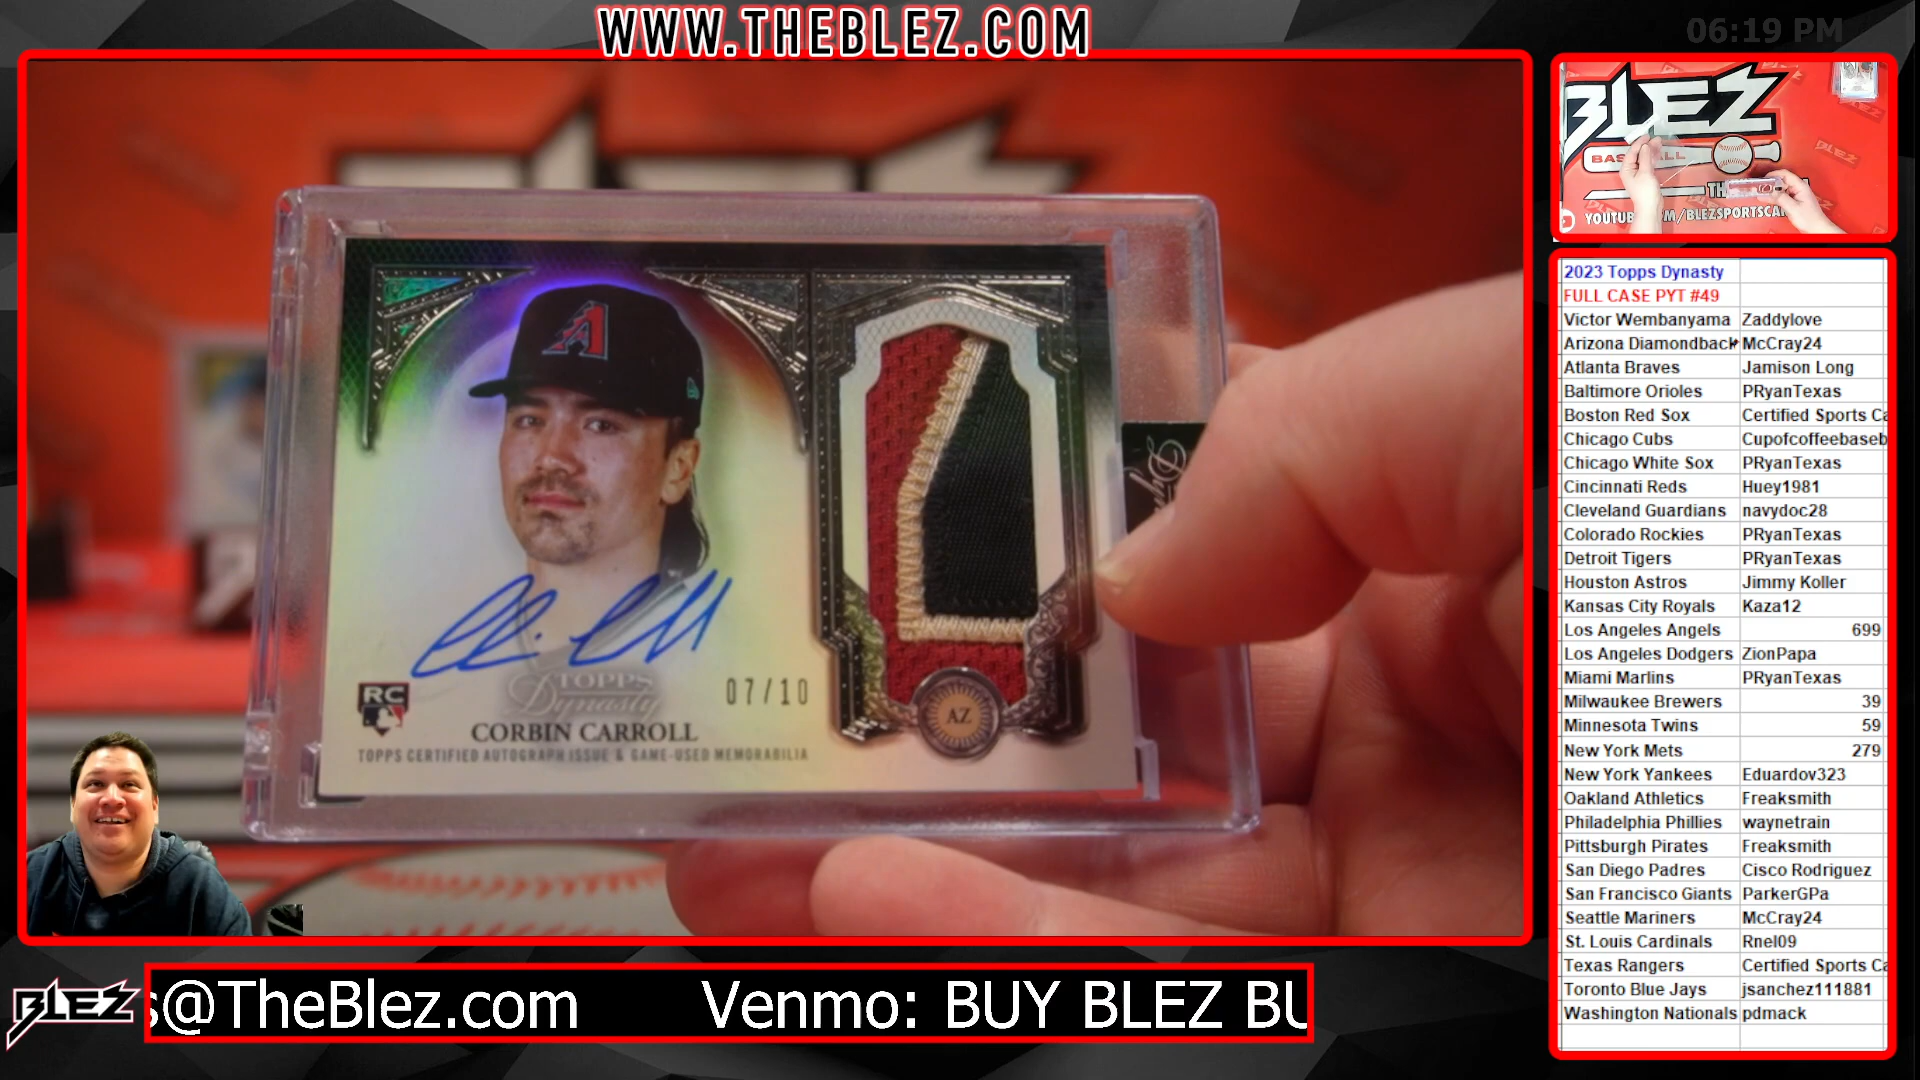 WWW.THEBLEZ.COM
06:19 PM
BLEZ
BASEBALL
2023 Topps Dynasty
FULL CASE PYT #49
Victor Wembanyama Zaddylove
Arizona Diamondback McCray24
Atlanta Braves Jamison Long
Baltimore Orioles PRyanTexas
Boston Red Sox Certified Sports Ca
Chicago Cubs Cupofcoffeebaseb
Chicago White Sox PRyanTexas
Cincinnati Reds Huey1981
Cleveland Guardians navydoc28
Colorado Rockies PRyanTexas
Detroit Tigers PRyanTexas
Houston Astros Jimmy Koller
Kansas City Royals Kaza12
Los Angeles Angels 699
Los Angeles Dodgers ZionPapa
Miami Marlins PRyanTexas
Milwaukee Brewers 39
Minnesota Twins 59
New York Mets 279
New York Yankees Eduardov323
Oakland Athletics Freaksmith
Philadelphia Phillies waynetrain
Pittsburgh Pirates Freaksmith
San Diego Padres Cisco Rodriguez
San Francisco Giants ParkerGPa
Seattle Mariners McCray24
St. Louis Cardinals Rnel09
Texas Rangers Certified Sports Ca
Toronto Blue Jays jsanchez111881
Washington Nationals pdmack
A
07/10
RC
TOPPS
Dynasty
AZ
CORBIN CARROLL
TOPPS CERTIFIED AUTOGRAPH ISSUE & GAME-USED MEMORABILIA
BLEZ
s@TheBlez.com Venmo: BUY BLEZ BU